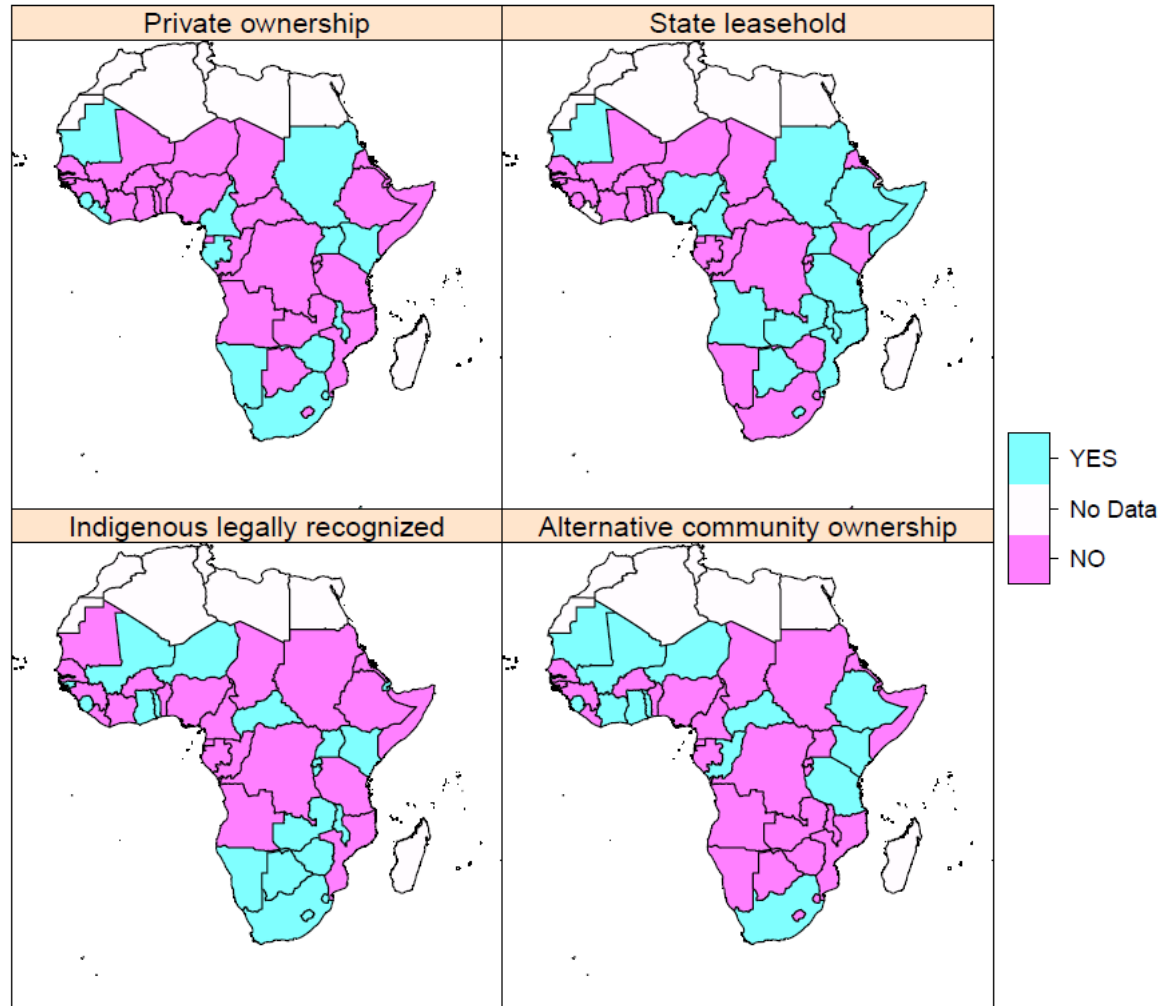 Private ownership
State leasehold
Indigenous legally recognized
Alternative community ownership
YES
No Data
NO